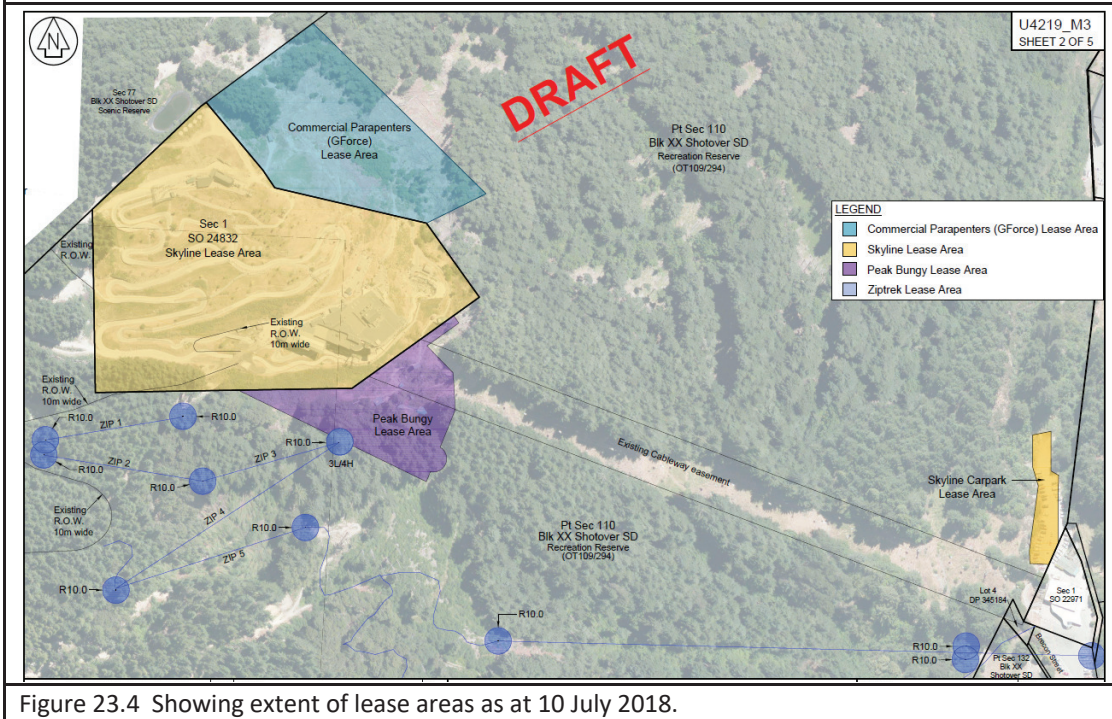 U4219_M3
SHEET 2 OF 5
N
DRAFT
Sec 77
Blk XX Shotover SD
Scenic Reserve
Commercial Parapenters
(GForce)
Lease Area
Pt Sec 110
Blk XX Shotover SD
Recreation Reserve
(OT109/294)
LEGEND
Commercial Parapenters (GForce) Lease Area
Skyline Lease Area
Peak Bungy Lease Area
Ziptrek Lease Area
Sec 1
SO 24832
Skyline Lease Area
Existing
R.O.W.
Existing
R.O.W.
10m wide
Existing
R.O.W.
10m wide
R10.0
ZIP 1
R10.0
Peak Bungy
Lease Area
R10.0
3L/4H
ZIP 2
R10.0
ZIP 3
R10.0
Existing Cableway easement
Skyline Carpark
Lease Area
Existing
R.O.W.
10m wide
ZIP 4
R10.0
Pt Sec 110
Blk XX Shotover SD
Recreation Reserve
(OT109/294)
ZIP 5
R10.0
Lot 4
DP 345184
Sec 1
SO 22971
R10.0
R10.0
R10.0
Brecon Street
Pt Sec 132
Blk XX
Shotover SD
Figure 23.4 Showing extent of lease areas as at 10 July 2018.